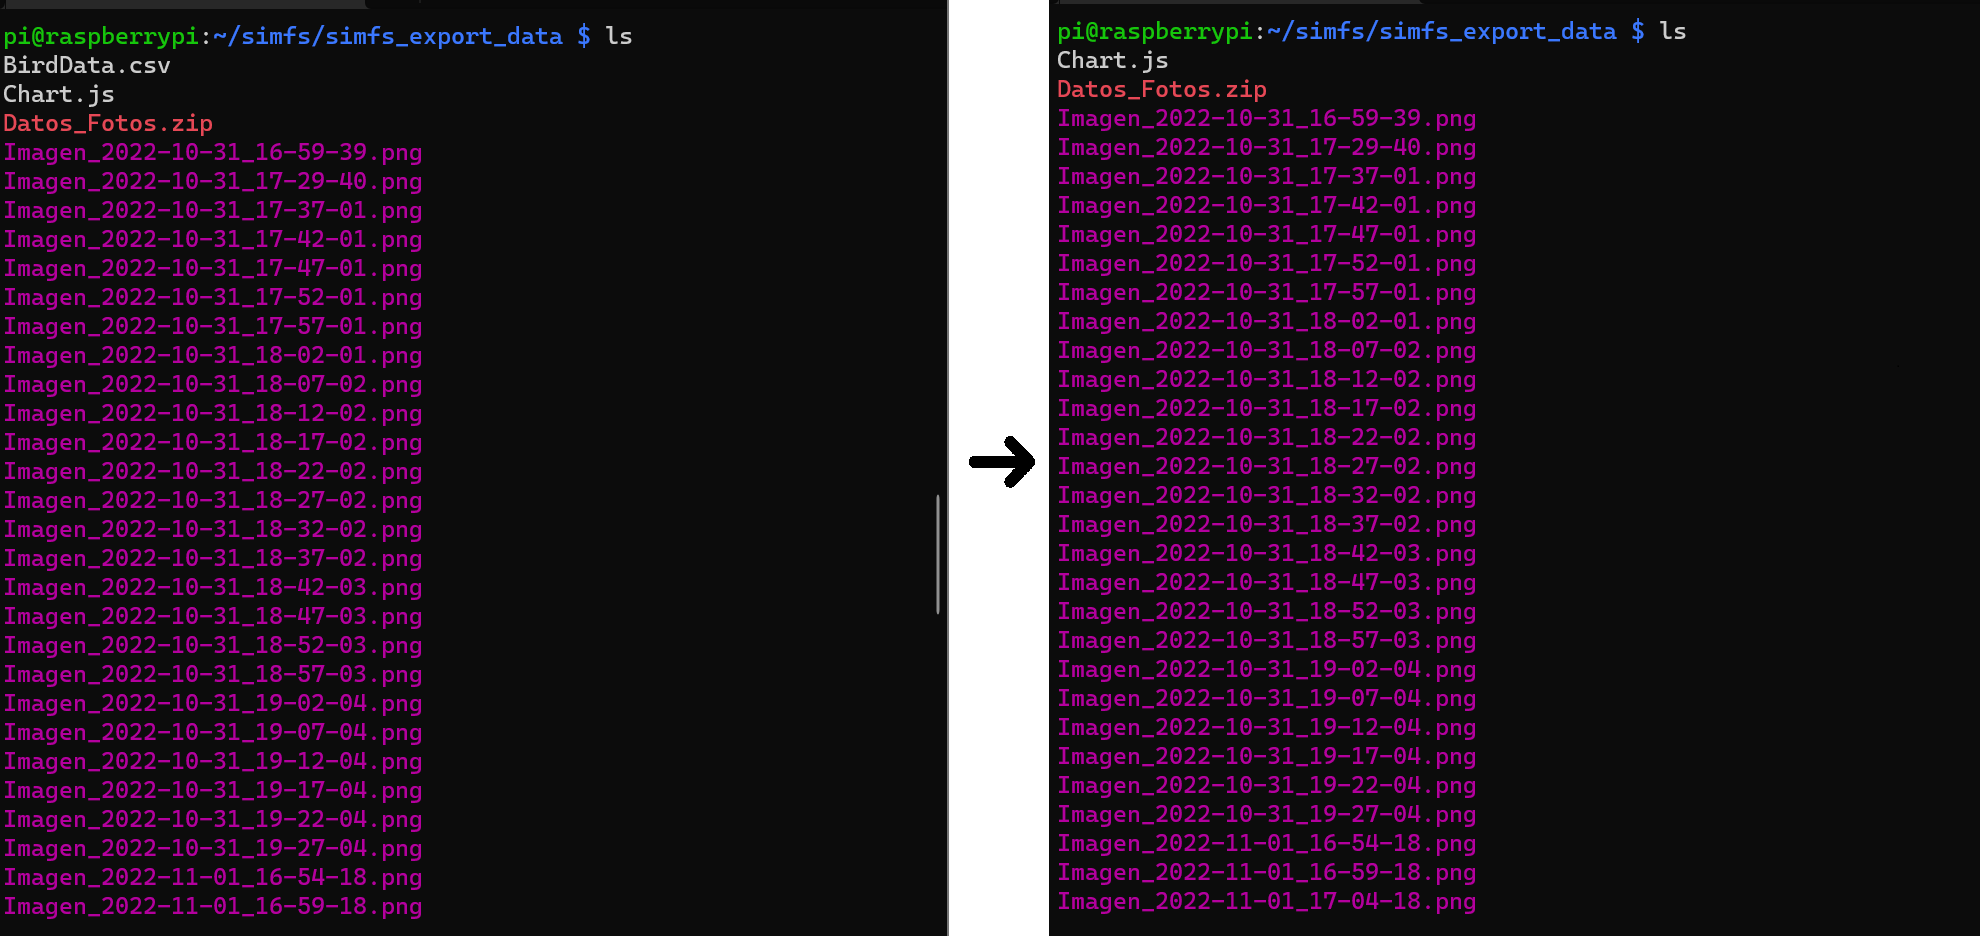 pi@raspberrypi:~/simfs/simfs_export_data $ ls
BirdData.csv
Chart.js
Datos_Fotos.zip
Imagen_2022-10-31_16-59-39.png
Imagen_2022-10-31_17-29-40.png
Imagen_2022-10-31_17-37-01.png
Imagen_2022-10-31_17-42-01.png
Imagen_2022-10-31_17-47-01.png
Imagen_2022-10-31_17-52-01.png
Imagen_2022-10-31_17-57-01.png
Imagen_2022-10-31_18-02-01.png
Imagen_2022-10-31_18-07-02.png
Imagen_2022-10-31_18-12-02.png
Imagen_2022-10-31_18-17-02.png
Imagen_2022-10-31_18-22-02.png
Imagen_2022-10-31_18-27-02.png
Imagen_2022-10-31_18-32-02.png
Imagen_2022-10-31_18-37-02.png
Imagen_2022-10-31_18-42-03.png
Imagen_2022-10-31_18-47-03.png
Imagen_2022-10-31_18-52-03.png
Imagen_2022-10-31_18-57-03.png
Imagen_2022-10-31_19-02-04.png
Imagen_2022-10-31_19-07-04.png
Imagen_2022-10-31_19-12-04.png
Imagen_2022-10-31_19-17-04.png
Imagen_2022-10-31_19-22-04.png
Imagen_2022-10-31_19-27-04.png
Imagen_2022-11-01_16-54-18.png
Imagen_2022-11-01_16-59-18.png
pi@raspberrypi:~/simfs/simfs_export_data $ ls
Chart.js
Datos_Fotos.zip
Imagen_2022-10-31_16-59-39.png
Imagen_2022-10-31_17-29-40.png
Imagen_2022-10-31_17-37-01.png
Imagen_2022-10-31_17-42-01.png
Imagen_2022-10-31_17-47-01.png
Imagen_2022-10-31_17-52-01.png
Imagen_2022-10-31_17-57-01.png
Imagen_2022-10-31_18-02-01.png
Imagen_2022-10-31_18-07-02.png
Imagen_2022-10-31_18-12-02.png
Imagen_2022-10-31_18-17-02.png
Imagen_2022-10-31_18-22-02.png
Imagen_2022-10-31_18-27-02.png
Imagen_2022-10-31_18-32-02.png
Imagen_2022-10-31_18-37-02.png
Imagen_2022-10-31_18-42-03.png
Imagen_2022-10-31_18-47-03.png
Imagen_2022-10-31_18-52-03.png
Imagen_2022-10-31_18-57-03.png
Imagen_2022-10-31_19-02-04.png
Imagen_2022-10-31_19-07-04.png
Imagen_2022-10-31_19-12-04.png
Imagen_2022-10-31_19-17-04.png
Imagen_2022-10-31_19-22-04.png
Imagen_2022-10-31_19-27-04.png
Imagen_2022-11-01_16-54-18.png
Imagen_2022-11-01_16-59-18.png
Imagen_2022-11-01_17-04-18.png